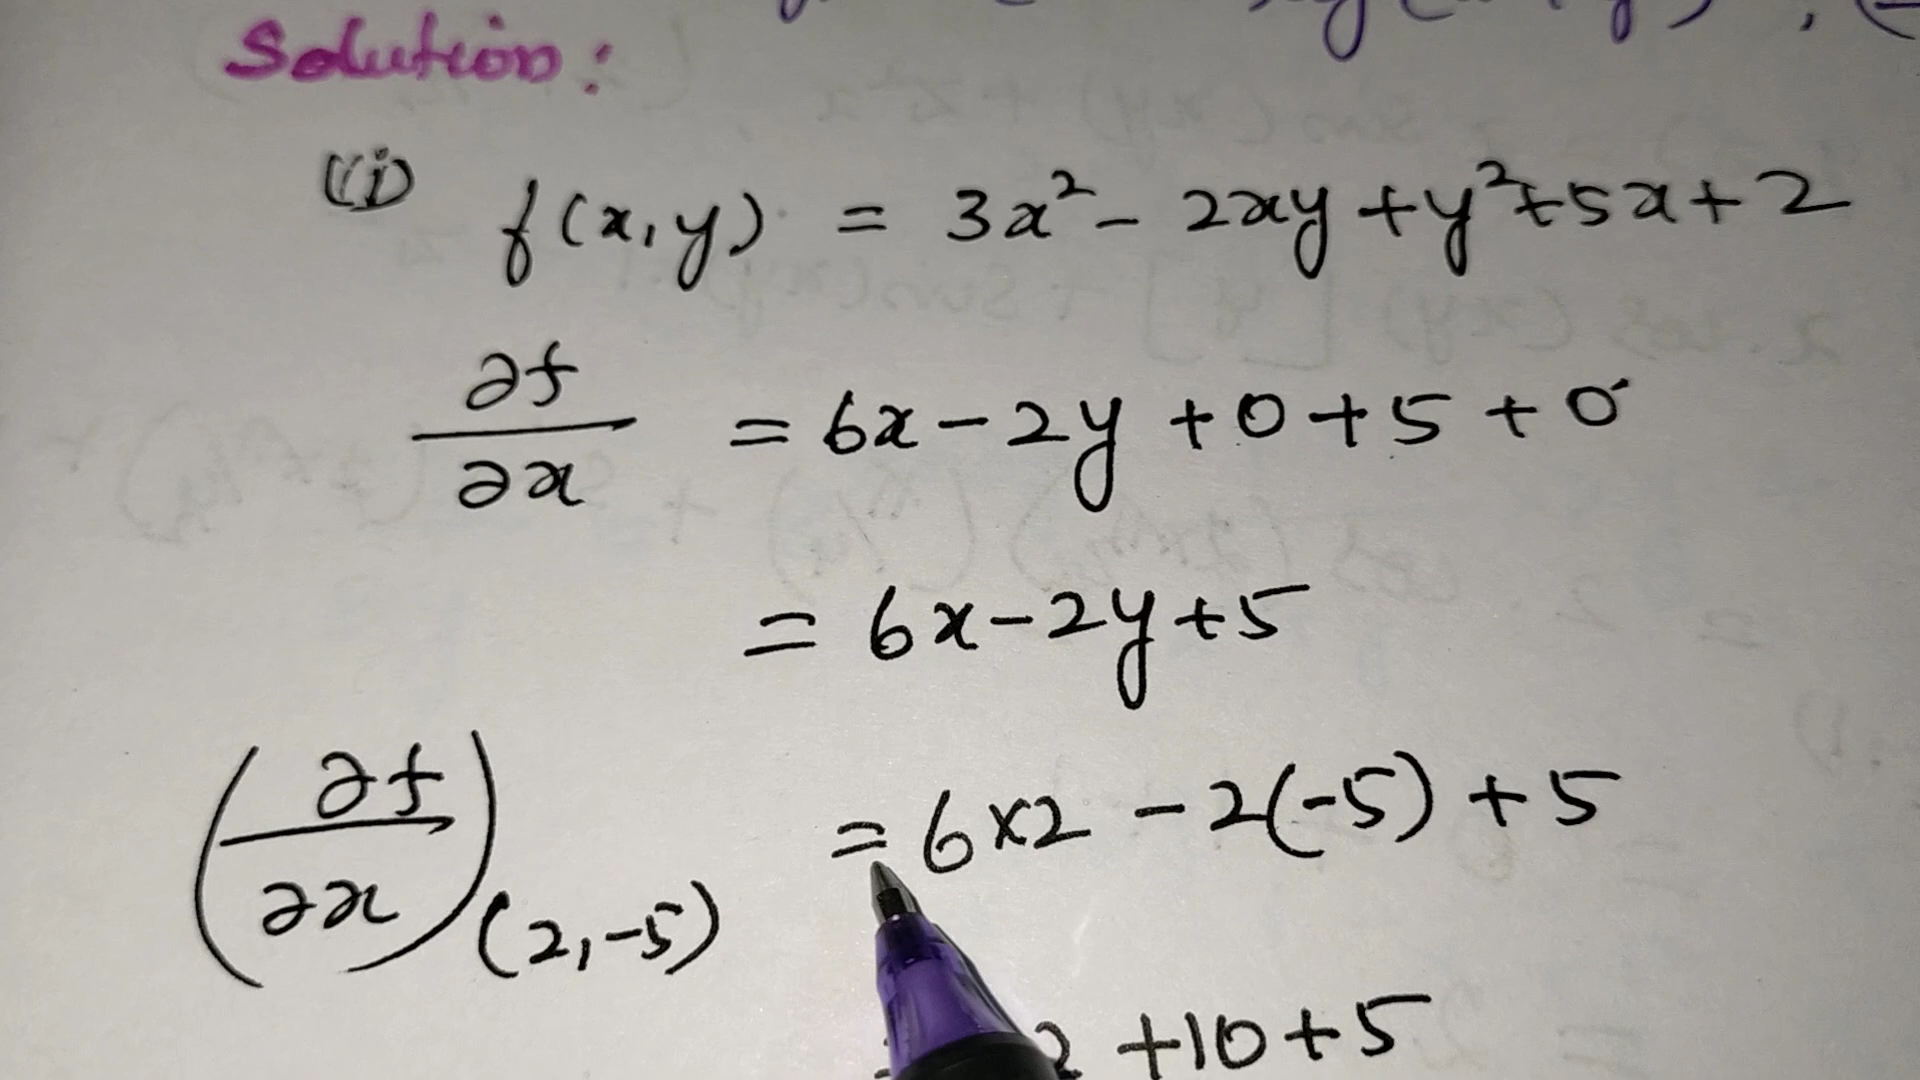 Solution:
(i) f(x,y) = 3x² - 2xy + y² + 5x + 2
∂f/∂x = 6x - 2y + 0 + 5 + 0
= 6x - 2y + 5
(∂f/∂x)(2,-5) = 6×2 - 2(-5) + 5
2 + 10 + 5